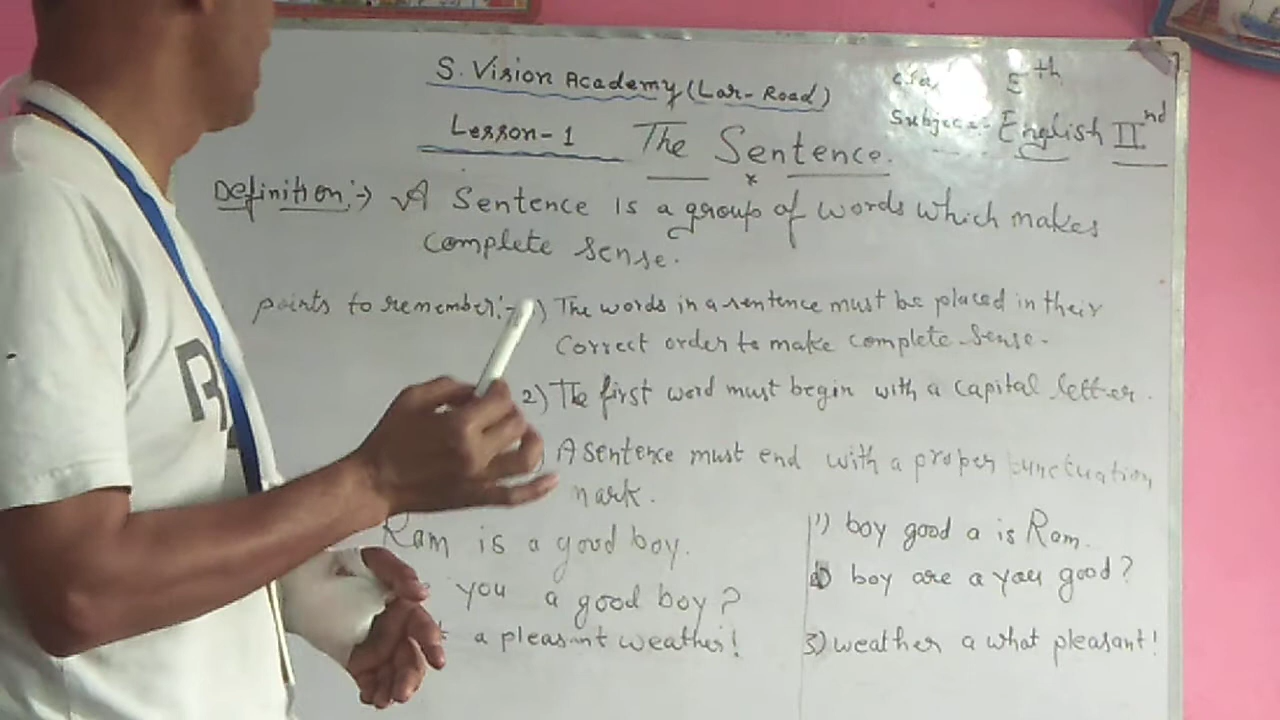 S. Vision Academy (Lar-Road)
5th
Lesson-1 The Sentence.
Subject:- English IInd
Definition:→ A Sentence is a group of words which makes
complete sense.
points to remember:- 1) The words in a sentence must be placed in their
correct order to make complete sense.
2) The first word must begin with a capital letter.
A sentence must end with a proper punctuation
mark.
Ram is a good boy.
you a good boy?
a pleasant weather!
1) boy good a is Ram.
boy are a you good?
3) weather a what pleasant!